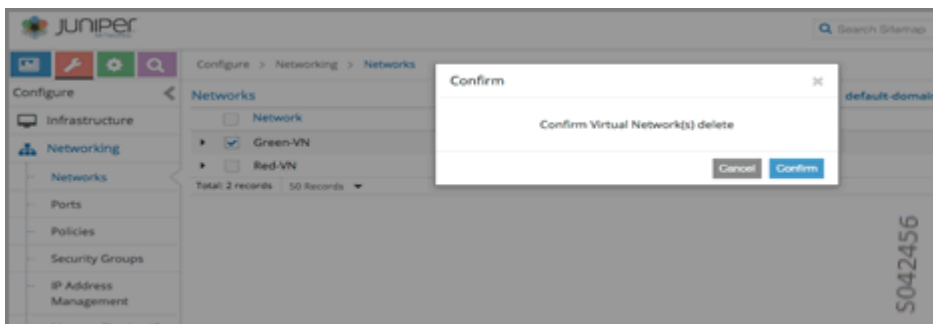 JUNIPER
NETWORKS
Search Sitemap
Configure > Networking > Networks
Configure
Networks
default-domain
Confirm
Confirm Virtual Network(s) delete
Cancel
Confirm
Network
Green-VN
Red-VN
Total: 2 records
50 Records
Infrastructure
Networking
Networks
Ports
Policies
Security Groups
IP Address
Management
S042456